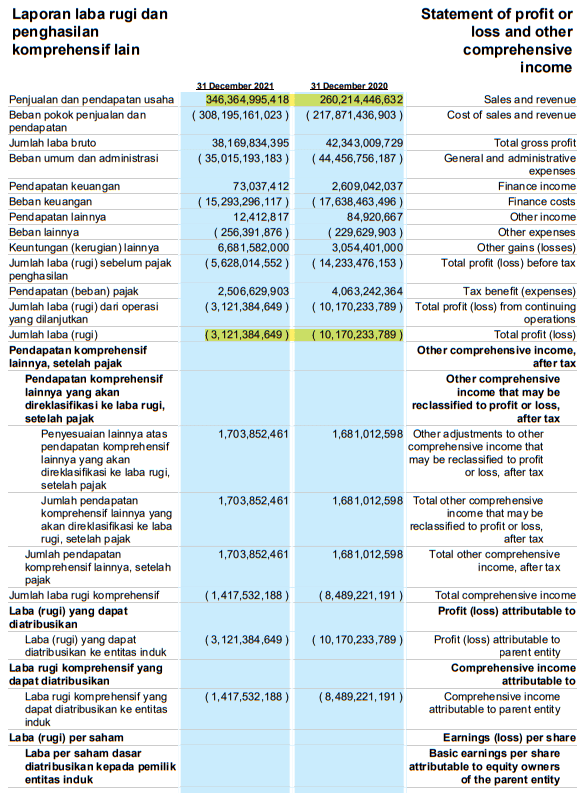 Laporan laba rugi dan
penghasilan
komprehensif lain
Statement of profit or
loss and other
comprehensive
income
31 December 2021 31 December 2020
Penjualan dan pendapatan usaha 346,364,995,418 260,214,446,632 Sales and revenue
Beban pokok penjualan dan
pendapatan
( 308,195,161,023 ) ( 217,871,436,903 ) Cost of sales and revenue
Jumlah laba bruto 38,169,834,395 42,343,009,729 Total gross profit
Beban umum dan administrasi ( 35,015,193,183 ) ( 44,456,756,187 ) General and administrative
expenses
Pendapatan keuangan 73,037,412 2,609,042,037 Finance income
Beban keuangan ( 15,293,296,117 ) ( 17,638,463,496 ) Finance costs
Pendapatan lainnya 12,412,817 84,920,667 Other income
Beban lainnya ( 256,391,876 ) ( 229,629,903 ) Other expenses
Keuntungan (kerugian) lainnya 6,681,582,000 3,054,401,000 Other gains (losses)
Jumlah laba (rugi) sebelum pajak
penghasilan
( 5,628,014,552 ) ( 14,233,476,153 ) Total profit (loss) before tax
Pendapatan (beban) pajak 2,506,629,903 4,063,242,364 Tax benefit (expenses)
Jumlah laba (rugi) dari operasi
yang dilanjutkan
( 3,121,384,649 ) ( 10,170,233,789 ) Total profit (loss) from continuing
operations
Jumlah laba (rugi) ( 3,121,384,649 ) ( 10,170,233,789 ) Total profit (loss)
Pendapatan komprehensif
lainnya, setelah pajak
Other comprehensive income,
after tax
Pendapatan komprehensif
lainnya yang akan
direklasifikasi ke laba rugi,
setelah pajak
Other comprehensive
income that may be
reclassified to profit or loss,
after tax
Penyesuaian lainnya atas
pendapatan komprehensif
lainnya yang akan
direklasifikasi ke laba rugi,
setelah pajak
1,703,852,461 1,681,012,598 Other adjustments to other
comprehensive income that
may be reclassified to profit
or loss, after tax
Jumlah pendapatan
komprehensif lainnya yang
akan direklasifikasi ke laba
rugi, setelah pajak
1,703,852,461 1,681,012,598 Total other comprehensive
income that may be
reclassified to profit or loss,
after tax
Jumlah pendapatan
komprehensif lainnya, setelah
pajak
1,703,852,461 1,681,012,598 Total other comprehensive
income, after tax
Jumlah laba rugi komprehensif ( 1,417,532,188 ) ( 8,489,221,191 ) Total comprehensive income
Laba (rugi) yang dapat
diatribusikan
Profit (loss) attributable to
Laba (rugi) yang dapat
diatribusikan ke entitas induk
( 3,121,384,649 ) ( 10,170,233,789 ) Profit (loss) attributable to
parent entity
Laba rugi komprehensif yang
dapat diatribusikan
Comprehensive income
attributable to
Laba rugi komprehensif yang
dapat diatribusikan ke entitas
induk
( 1,417,532,188 ) ( 8,489,221,191 ) Comprehensive income
attributable to parent entity
Laba (rugi) per saham Earnings (loss) per share
Laba per saham dasar
diatribusikan kepada pemilik
entitas induk
Basic earnings per share
attributable to equity owners
of the parent entity